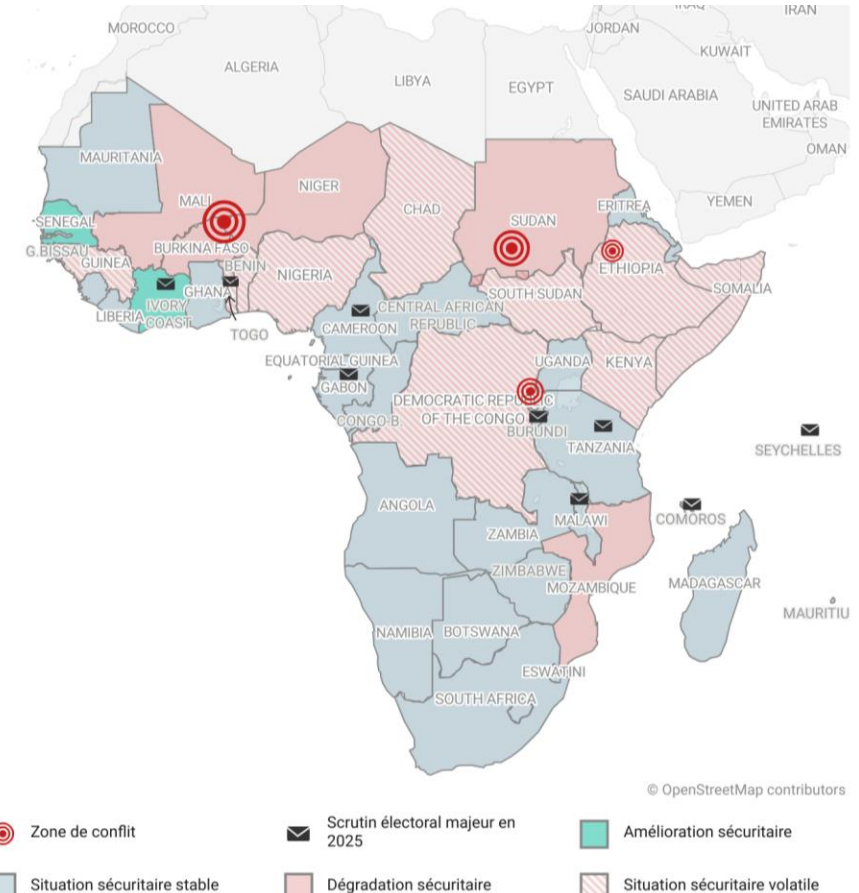 IRAN
MOROCCO
JORDAN
KUWAIT
ALGERIA
LIBYA
EGYPT
SAUDI ARABIA
UNITED ARAB
EMIRATES
OMAN
MAURITANIA
MALI
NIGER
CHAD
SUDAN
ERITREA
YEMEN
SENEGAL
G.BISSAU
GUINEA
BURKINA FASO
BENIN
NIGERIA
ETHIOPIA
SOMALIA
SOUTH SUDAN
LIBERIA
IVORY
COAST
GHANA
TOGO
CAMEROON
CENTRAL AFRICAN
REPUBLIC
EQUATORIAL GUINEA
GABON
CONGO-B.
DEMOCRATIC REPUBLIC
OF THE CONGO
UGANDA
KENYA
BURUNDI
TANZANIA
SEYCHELLES
ANGOLA
ZAMBIA
MALAWI
COMOROS
ZIMBABWE
MOZAMBIQUE
MADAGASCAR
MAURITIU
NAMIBIA
BOTSWANA
ESWATINI
SOUTH AFRICA
© OpenStreetMap contributors
Zone de conflit
Scrutin électoral majeur en
2025
Amélioration sécuritaire
Situation sécuritaire stable
Dégradation sécuritaire
Situation sécuritaire volatile